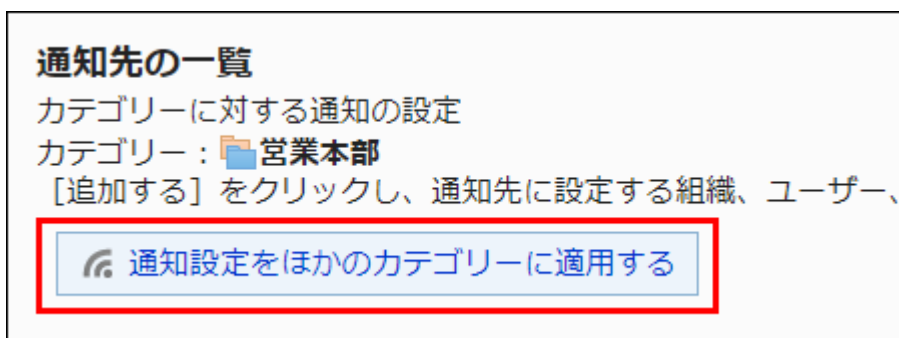 通知先の一覧
カテゴリーに対する通知の設定
カテゴリー：営業本部
［追加する］をクリックし、通知先に設定する組織、ユーザー、
通知設定をほかのカテゴリーに適用する